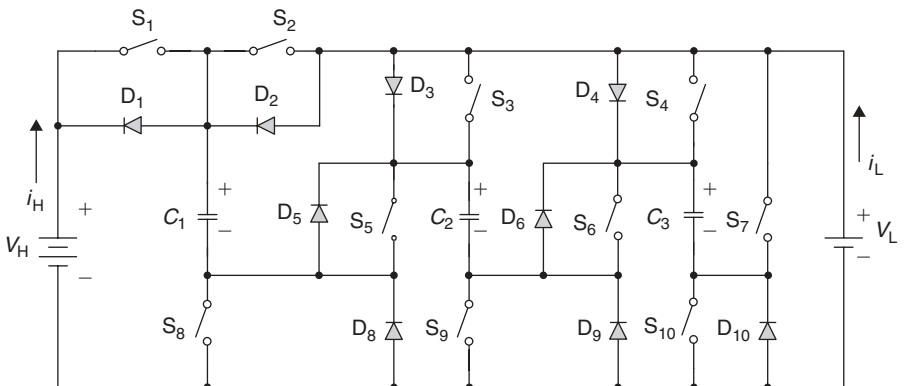 S1 S2
D1 D2 D3 S3 D4 S4
iH iL
+ + + +
C1 D5 S5 C2 D6 S6 C3 S7
− − −
+ +
VH VL
− −
S8 D8 S9 D9 S10 D10